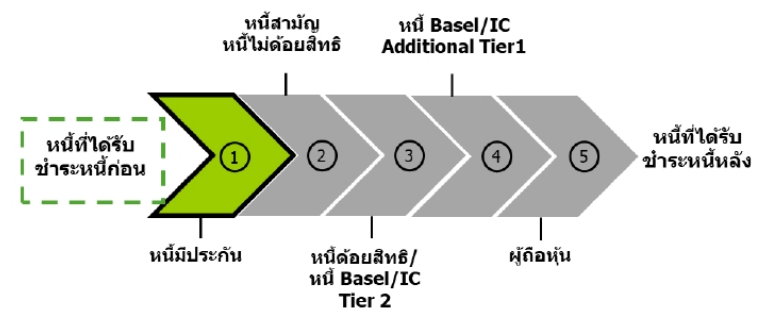 หนี้สามัญ
หนี้ไม่ด้อยสิทธิ
หนี้ Basel/IC
Additional Tier1
หนี้ที่ได้รับ
ชำระหนี้ก่อน
1
2
3
4
5
หนี้ที่ได้รับ
ชำระหนี้หลัง
หนี้มีประกัน
หนี้ด้อยสิทธิ/
หนี้ Basel/IC
Tier 2
ผู้ถือหุ้น